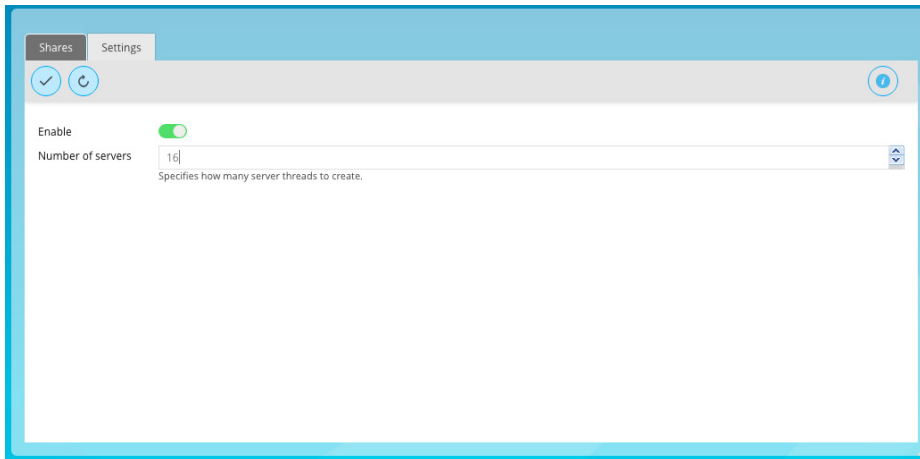 Shares Settings
Enable
Number of servers 16
Specifies how many server threads to create.